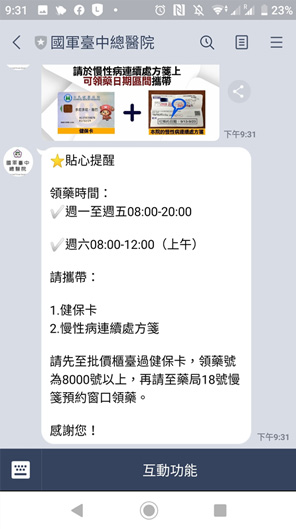 9:31
23%
國軍臺中總醫院
請於慢性病連續處方箋上
可領藥日期區間攜帶
健保卡
+
本期的慢性病連續處方箋
下午9:31
國軍臺中
總醫院
⭐貼心提醒
領藥時間：
✔週一至週五08:00-20:00
✔週六08:00-12:00（上午）
請攜帶：
1.健保卡
2.慢性病連續處方箋
請先至批價櫃臺過健保卡，領藥號
為8000號以上，再請至藥局18號慢
箋預約窗口領藥。
感謝您！
下午9:31
互動功能